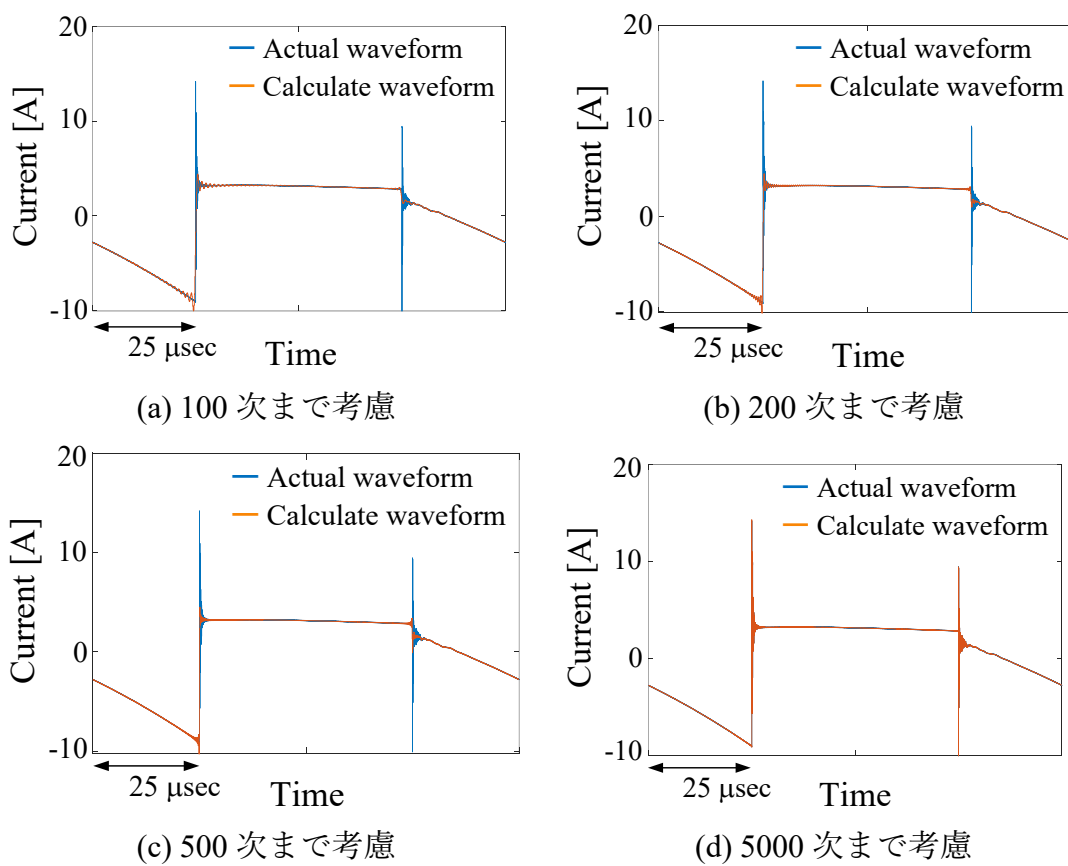 20
10
0
-10
Current [A]
Actual waveform
Calculate waveform
25 μsec
Time
(a) 100 次まで考慮
20
10
0
-10
Current [A]
Actual waveform
Calculate waveform
25 μsec
Time
(b) 200 次まで考慮
20
10
0
-10
Current [A]
Actual waveform
Calculate waveform
25 μsec
Time
(c) 500 次まで考慮
20
10
0
-10
Current [A]
Actual waveform
Calculate waveform
25 μsec
Time
(d) 5000 次まで考慮